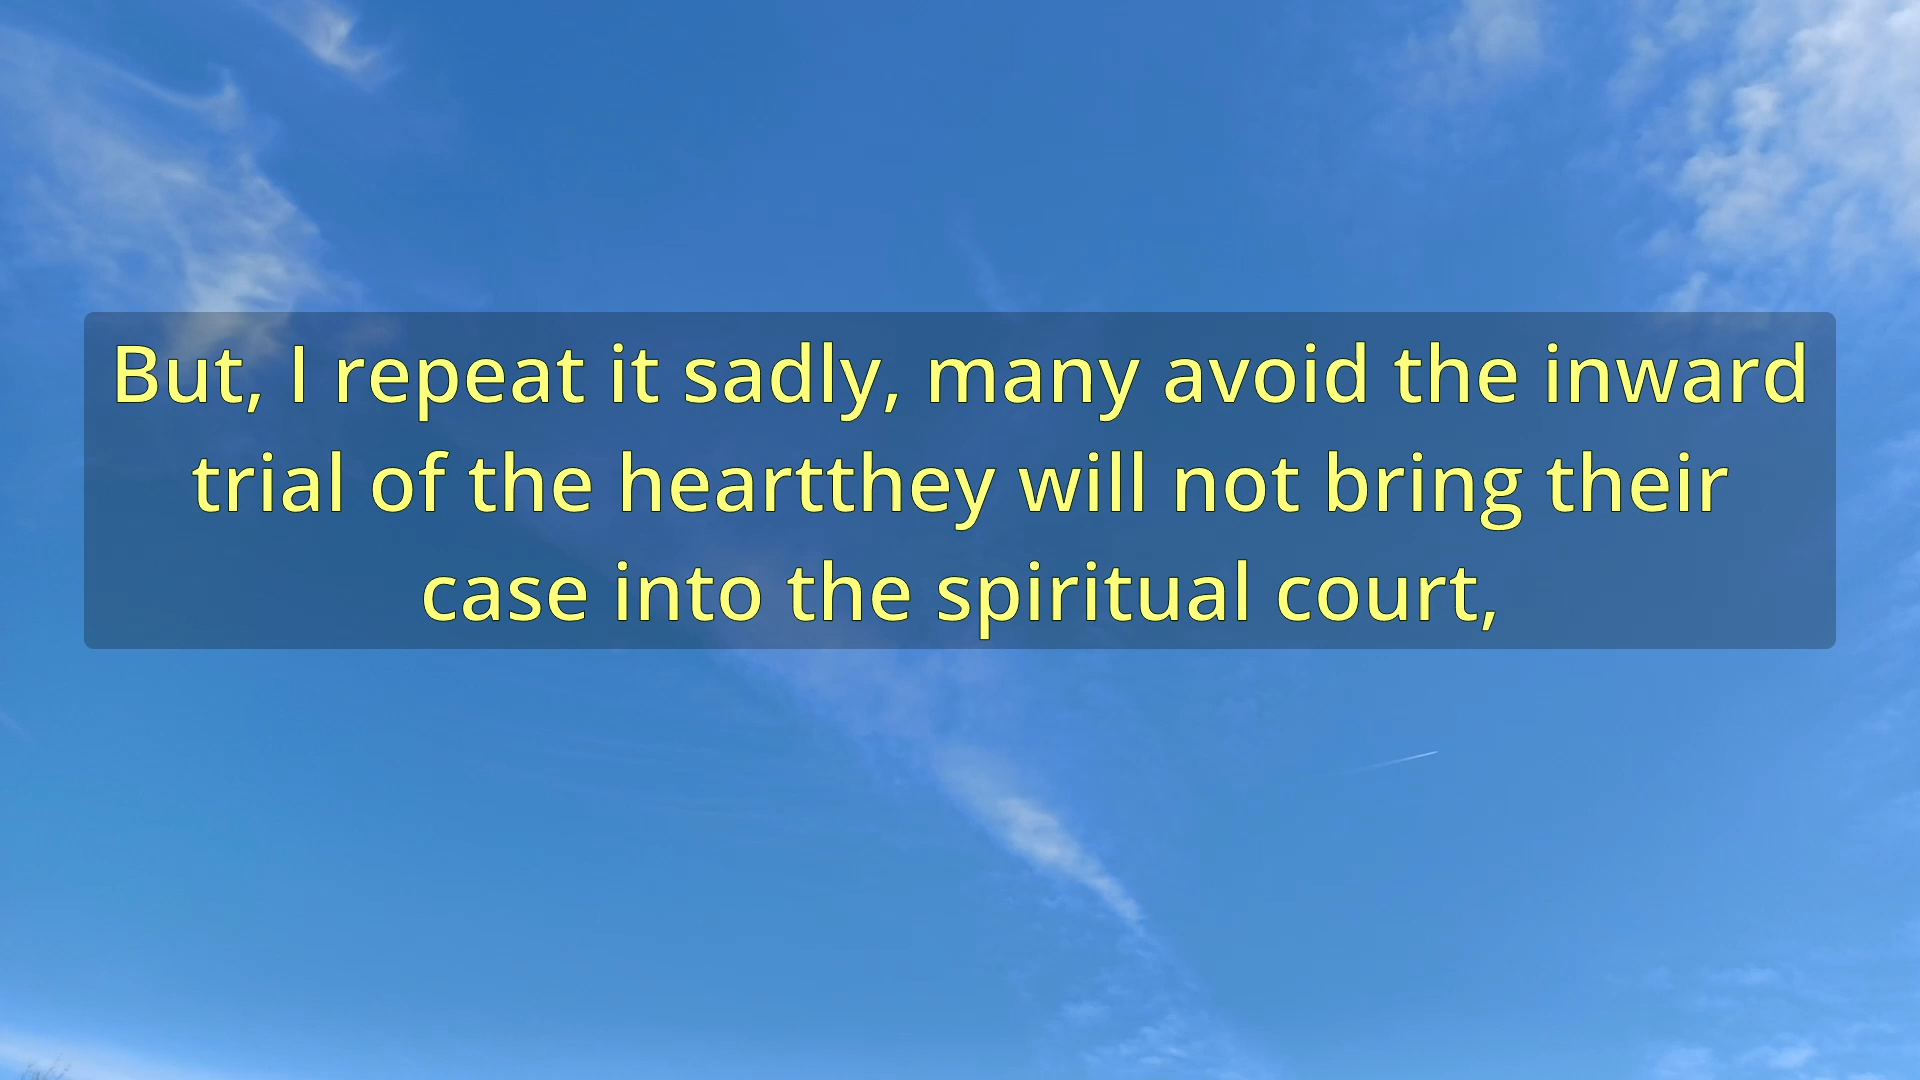 But, I repeat it sadly, many avoid the inward
trial of the heartthey will not bring their
case into the spiritual court,